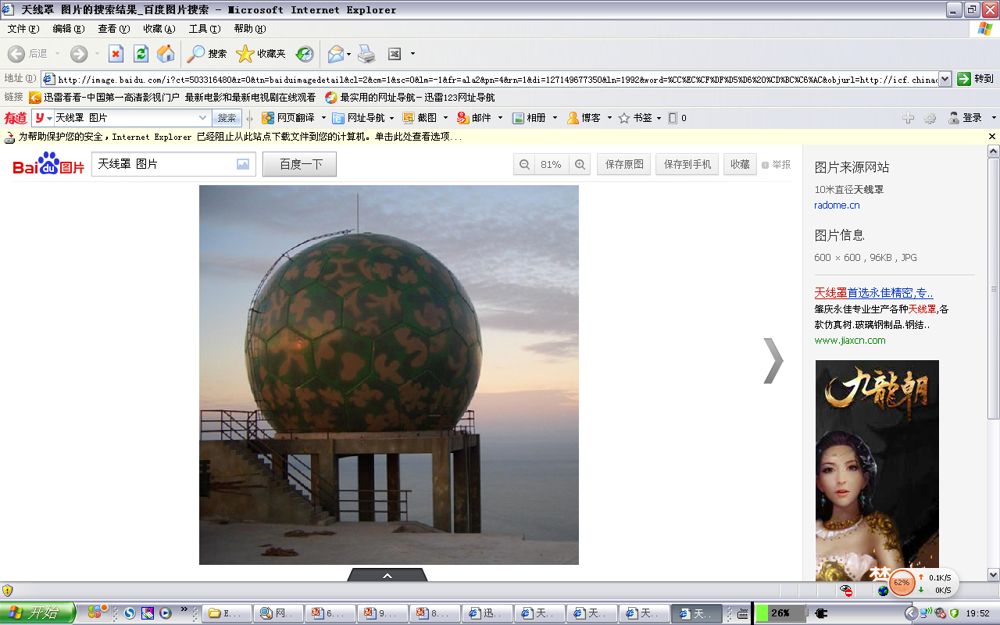 天线罩 图片的搜索结果_百度图片搜索 - Microsoft Internet Explorer
文件(F) 编辑(E) 查看(V) 收藏(A) 工具(T) 帮助(H)
后退 搜索 收藏夹
地址(D) http://image.baidu.com/i?ct=503316480&z=0&tn=baiduimagedetail&cl=2&cm=1&sc=0&lm=-1&fr=ala2&pn=4&rn=1&di=127149677350&ln=1992&word=%CC%EC%CF%DF%D5%D6%20%CD%BC%C6%AC&objurl=http://icf.chinac 转到
链接 迅雷看看-中国第一高清影视门户 最新电影和最新电视剧在线观看 最实用的网址导航-迅雷123网址导航
有道 y 天线罩 图片 搜索 网页翻译 网址导航 截图 邮件 相册 博客 书签 0 登录
为帮助保护您的安全，Internet Explorer 已经阻止从此站点下载文件到您的计算机。单击此处查看选项...
Bai du 图片 天线罩 图片 百度一下 81% 保存原图 保存到手机 收藏 举报
图片来源网站
10米直径天线罩
radome.cn
图片信息
600 × 600 , 96KB , JPG
天线罩首选永佳精密,专..
肇庆永佳专业生产各种天线罩,各
款仿真树.玻璃钢制品.钢结..
www.jiaxcn.com
九龍朝
梦
62% 0.1K/S
0K/S
开始 E... 网... 6... 9... 8... 迅... 天... 天... 天... 天... 26% 19:52